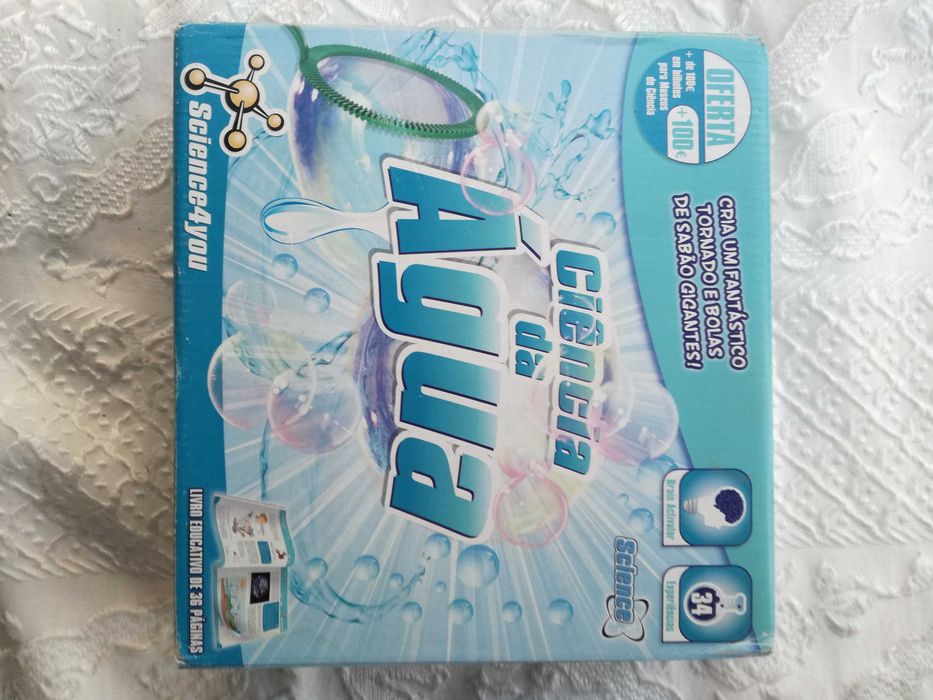 OFERTA
+ de 100€
em bilhetes
para Museus
de Ciência
+100€
CRIA UM FANTÁSTICO
TORNADO E BOLAS
DE SABÃO GIGANTES!
Brain Activator
34
Experiências
Ciência
da
Água
Science
Science4you
LIVRO EDUCATIVO DE 36 PÁGINAS